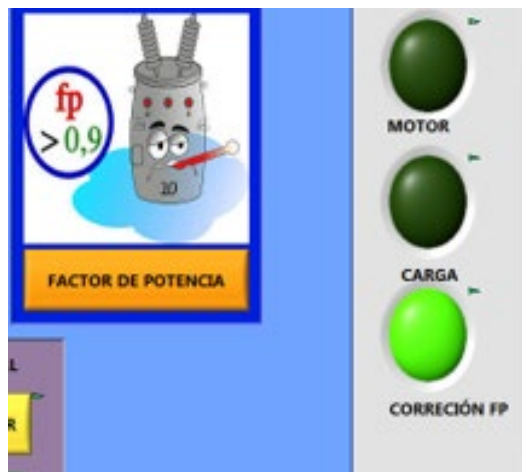 fp
> 0,9
10
FACTOR DE POTENCIA
MOTOR
CARGA
CORRECIÓN FP
L
R